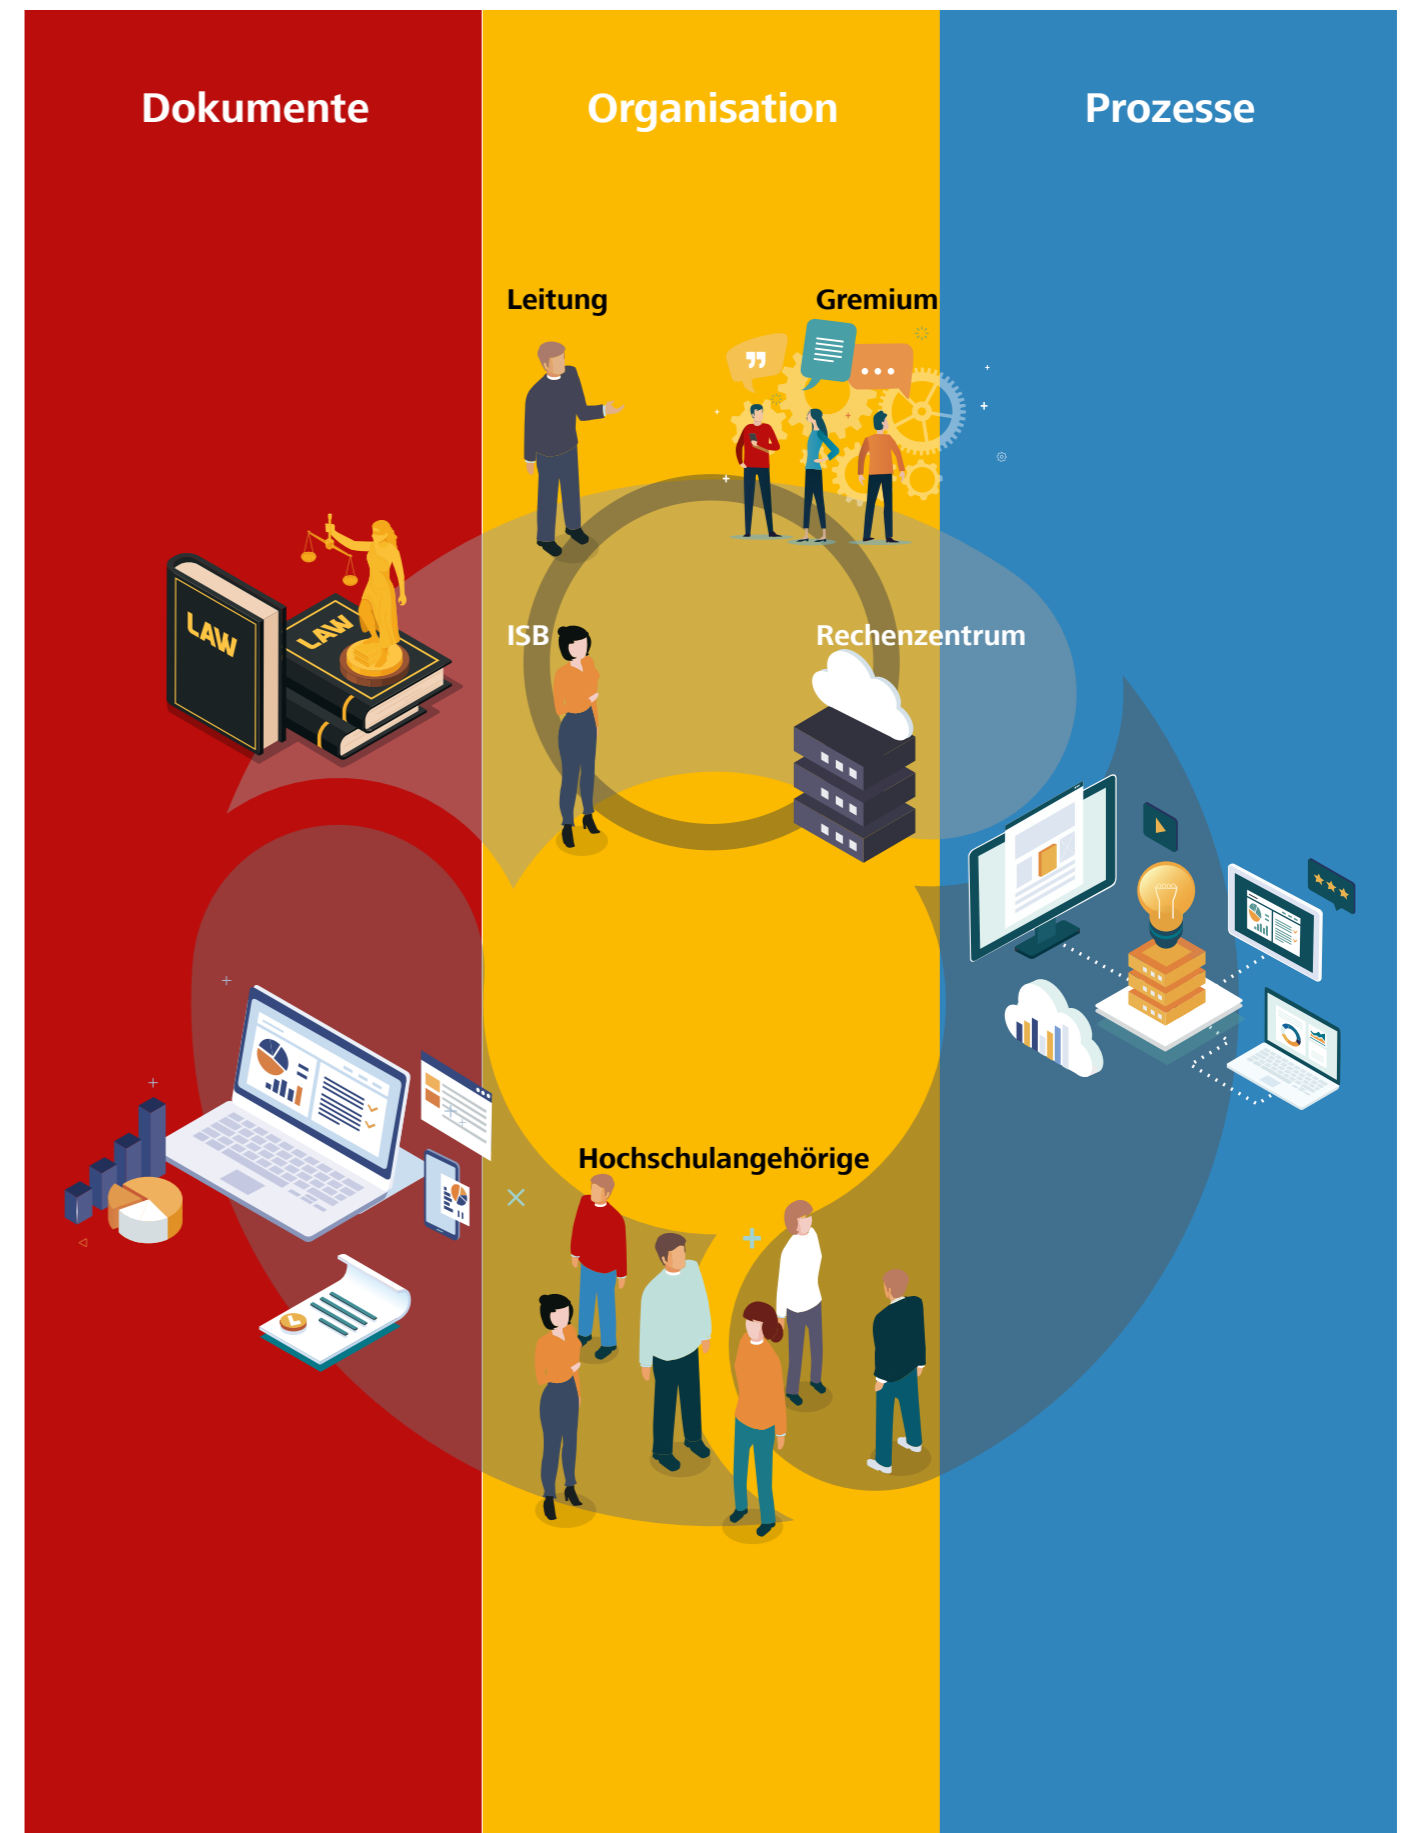 Dokumente
Organisation
Prozesse
Leitung
Gremium
LAW
LAW
ISB
Rechenzentrum
Hochschulangehörige